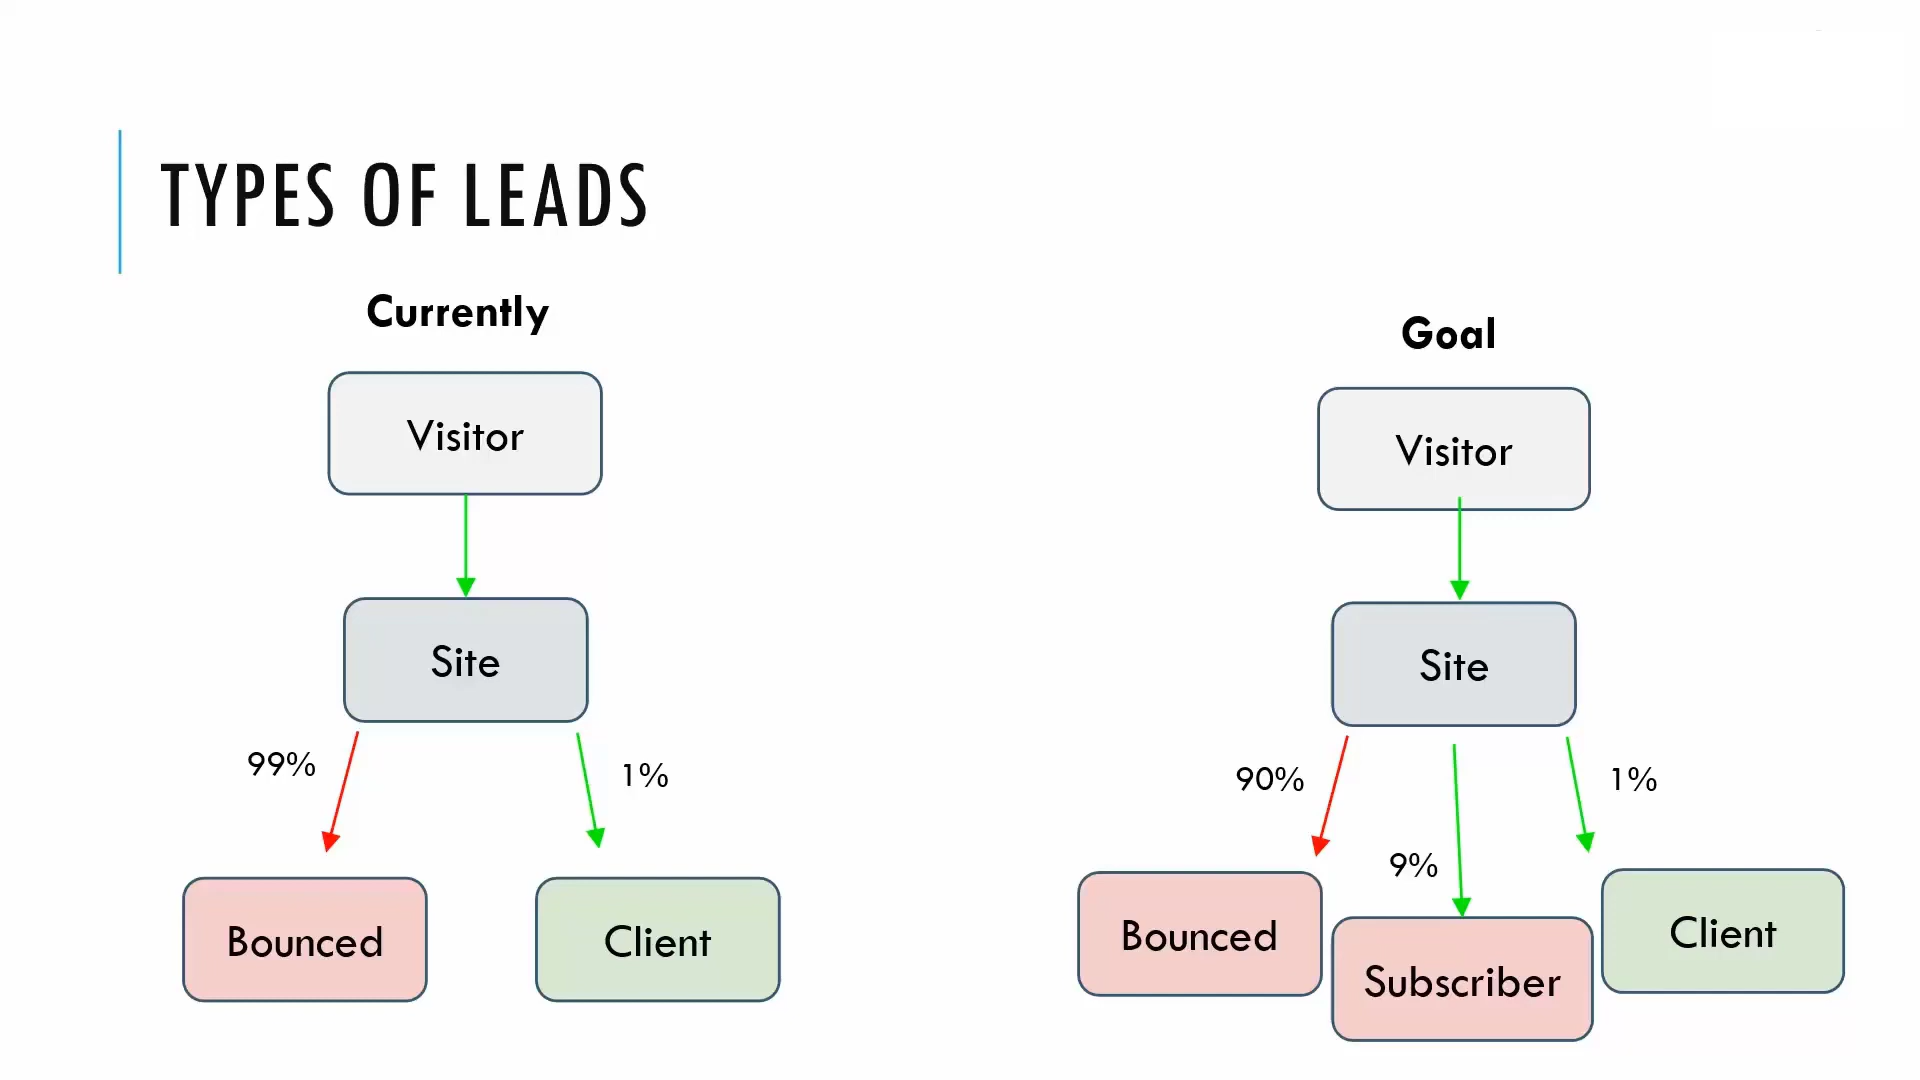 TYPES OF LEADS
Currently
Visitor
Site
99%
1%
Bounced
Client
Goal
Visitor
Site
90%
9%
1%
Bounced
Subscriber
Client